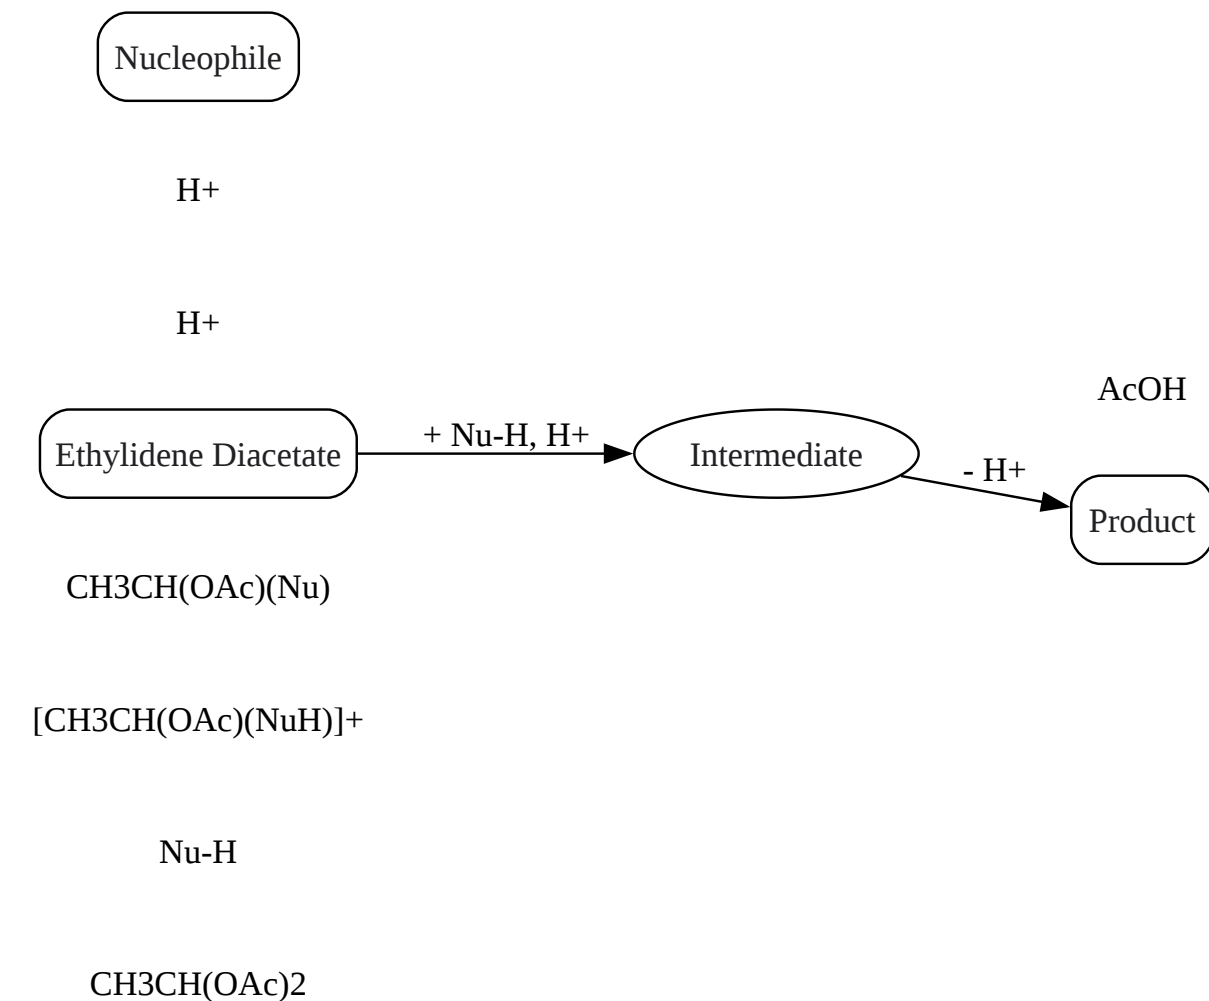 Nucleophile
H+
H+
AcOH
Ethylidene Diacetate
+ Nu-H, H+
Intermediate
- H+
Product
CH3CH(OAc)(Nu)
[CH3CH(OAc)(NuH)]+
Nu-H
CH3CH(OAc)2